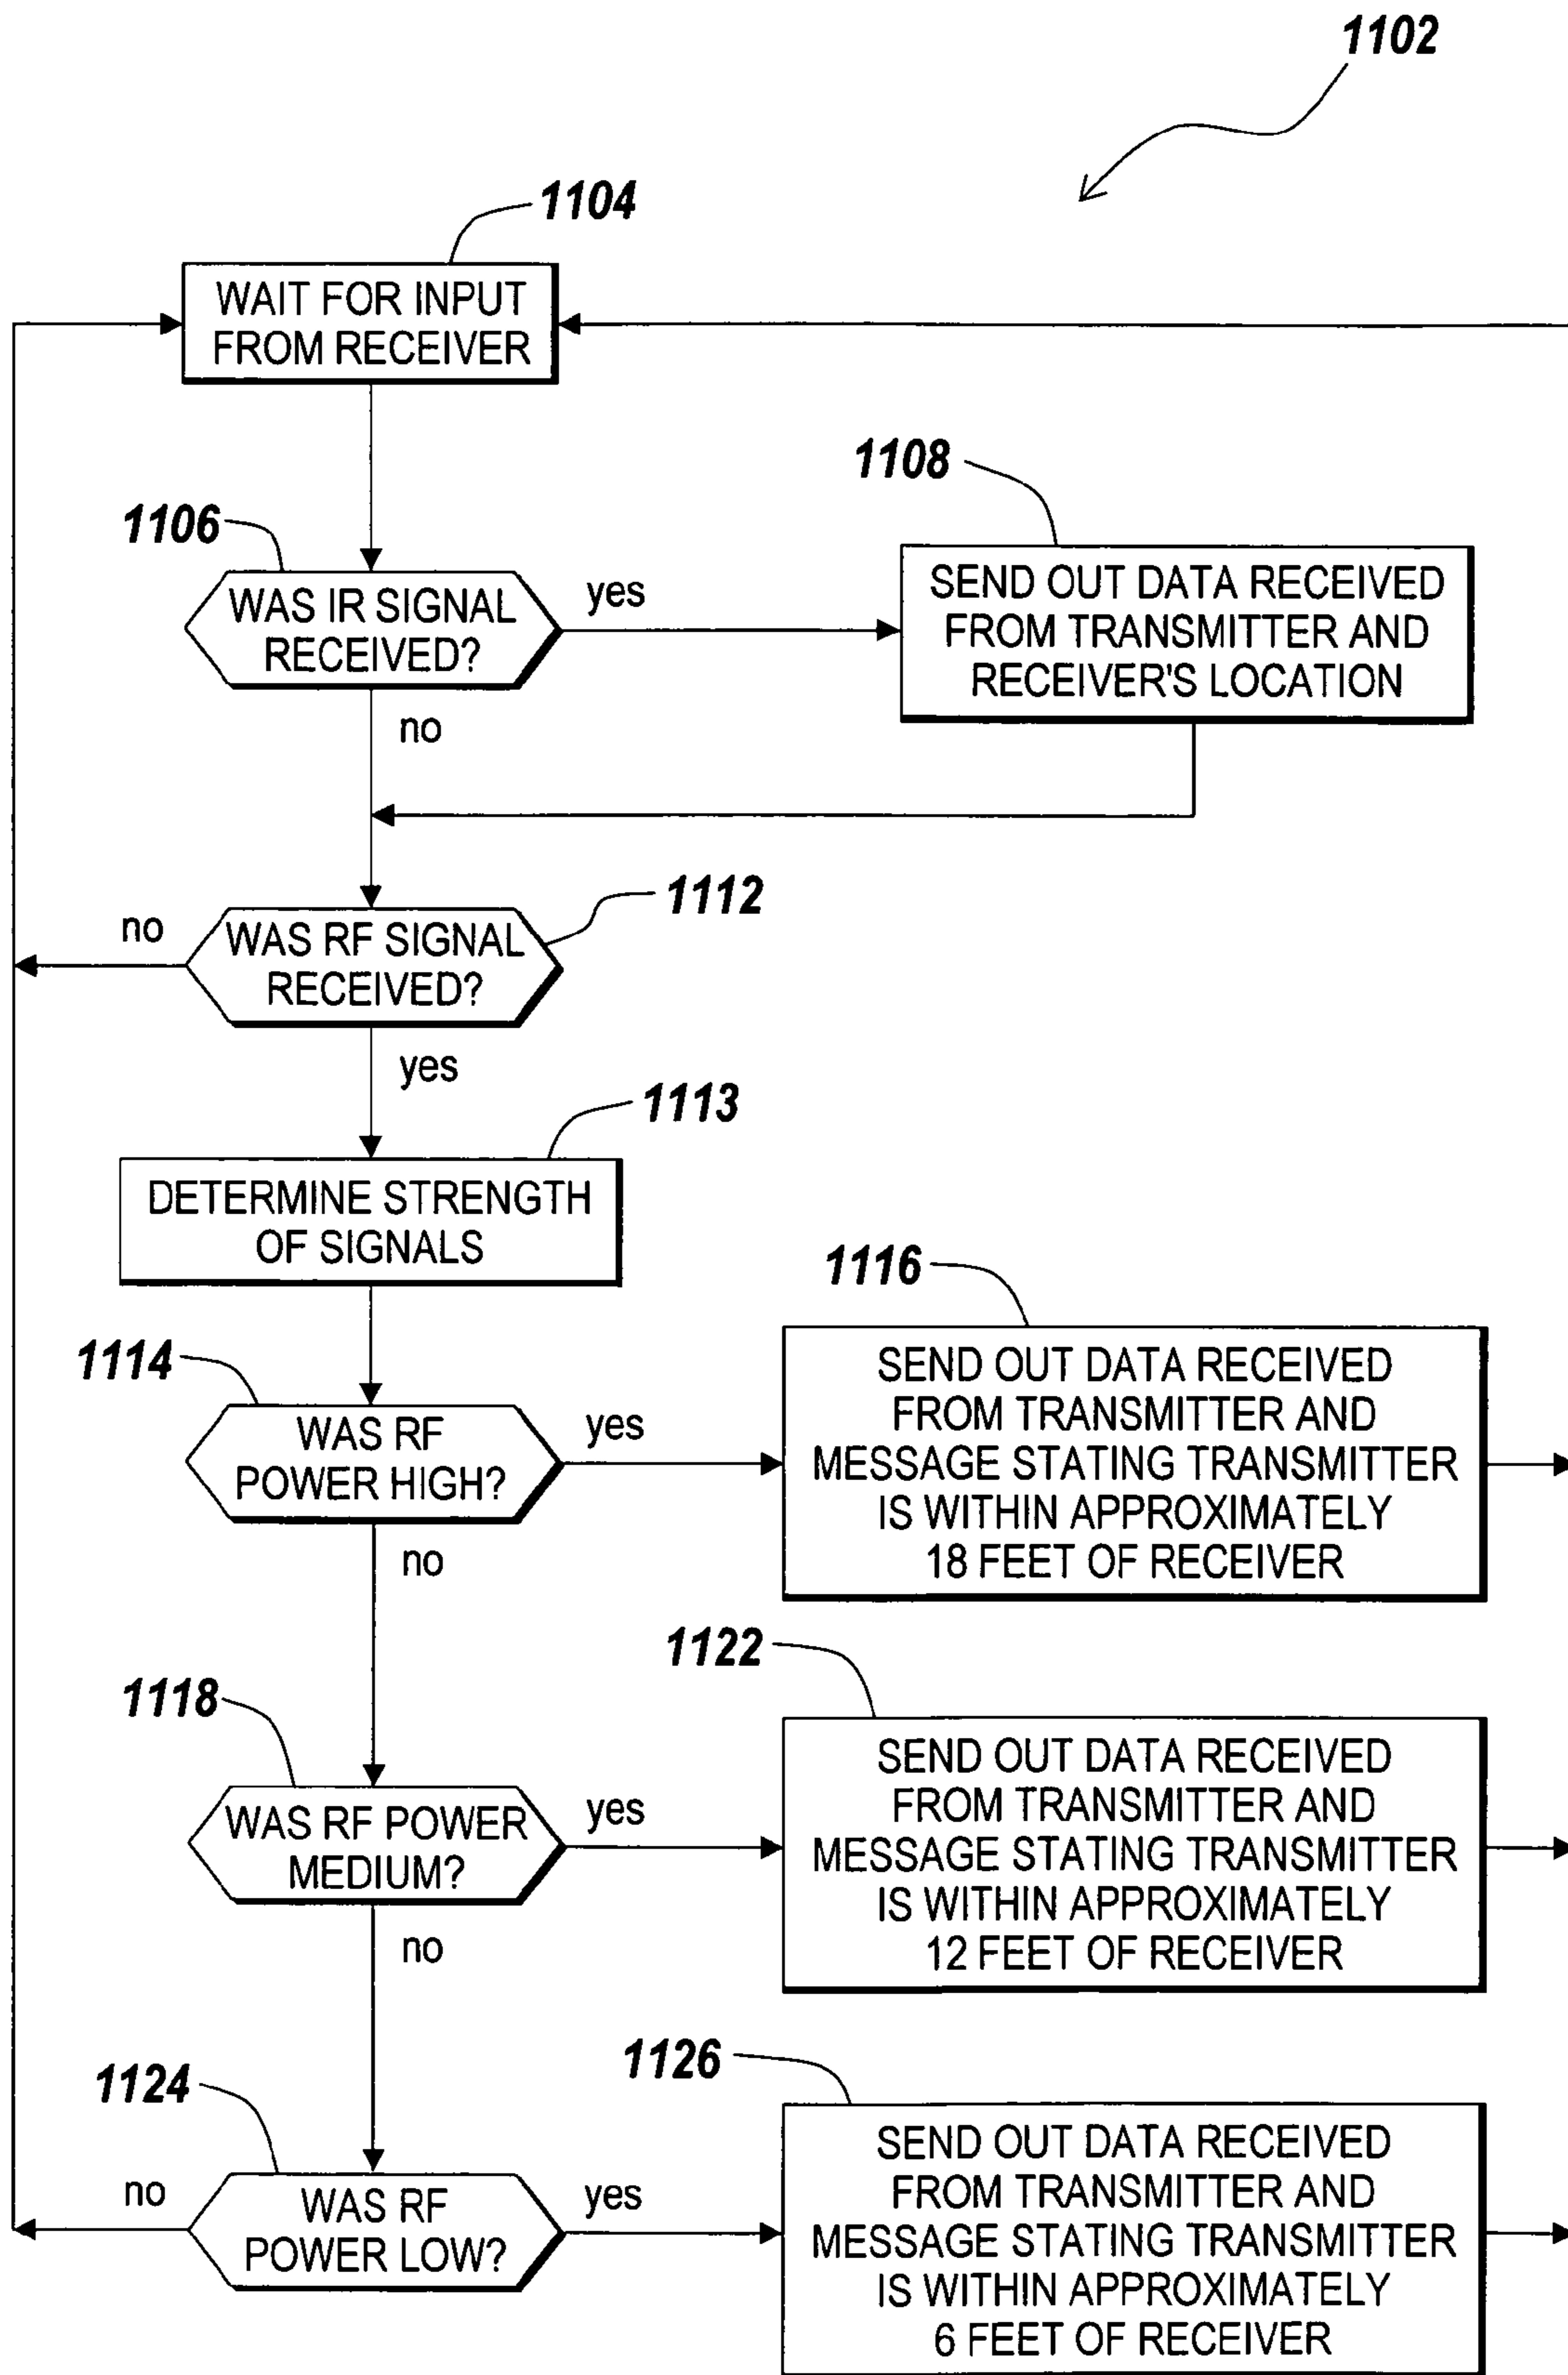 1102
1104
WAIT FOR INPUT
FROM RECEIVER
1108
1106
WAS IR SIGNAL
RECEIVED?
yes
SEND OUT DATA RECEIVED
FROM TRANSMITTER AND
RECEIVER'S LOCATION
no
1112
no
WAS RF SIGNAL
RECEIVED?
yes
1113
DETERMINE STRENGTH
OF SIGNALS
1116
1114
WAS RF
POWER HIGH?
yes
SEND OUT DATA RECEIVED
FROM TRANSMITTER AND
MESSAGE STATING TRANSMITTER
IS WITHIN APPROXIMATELY
18 FEET OF RECEIVER
no
1122
1118
WAS RF POWER
MEDIUM?
yes
SEND OUT DATA RECEIVED
FROM TRANSMITTER AND
MESSAGE STATING TRANSMITTER
IS WITHIN APPROXIMATELY
12 FEET OF RECEIVER
no
1126
1124
no
WAS RF
POWER LOW?
yes
SEND OUT DATA RECEIVED
FROM TRANSMITTER AND
MESSAGE STATING TRANSMITTER
IS WITHIN APPROXIMATELY
6 FEET OF RECEIVER